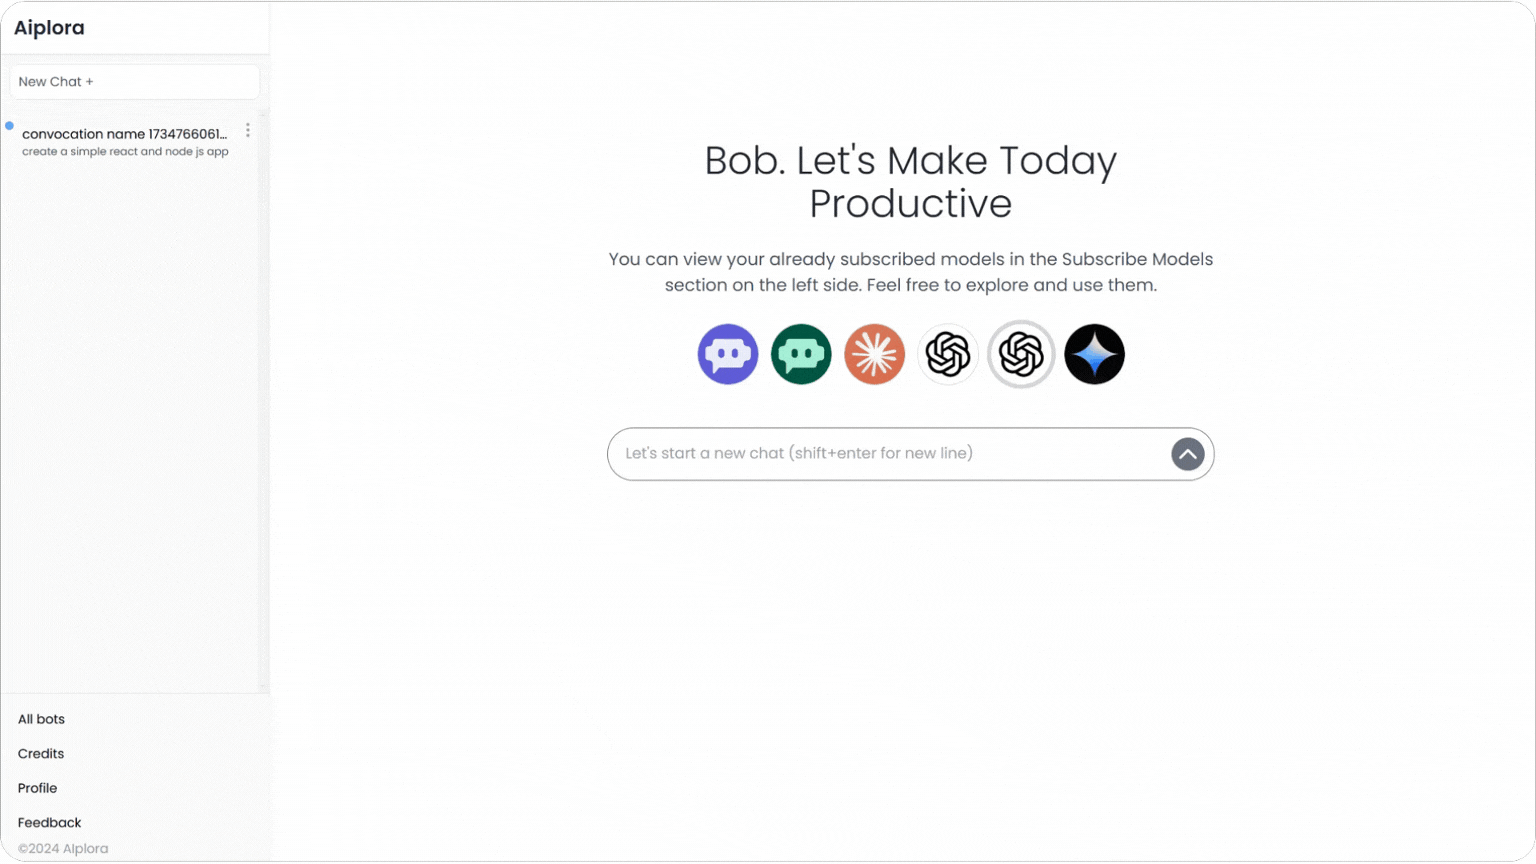 Aiplora
New Chat +
convocation name 1734766061...
create a simple react and node js app
Bob. Let's Make Today
Productive
You can view your already subscribed models in the Subscribe Models
section on the left side. Feel free to explore and use them.
Let's start a new chat (shift+enter for new line)
All bots
Credits
Profile
Feedback
©2024 AIplora